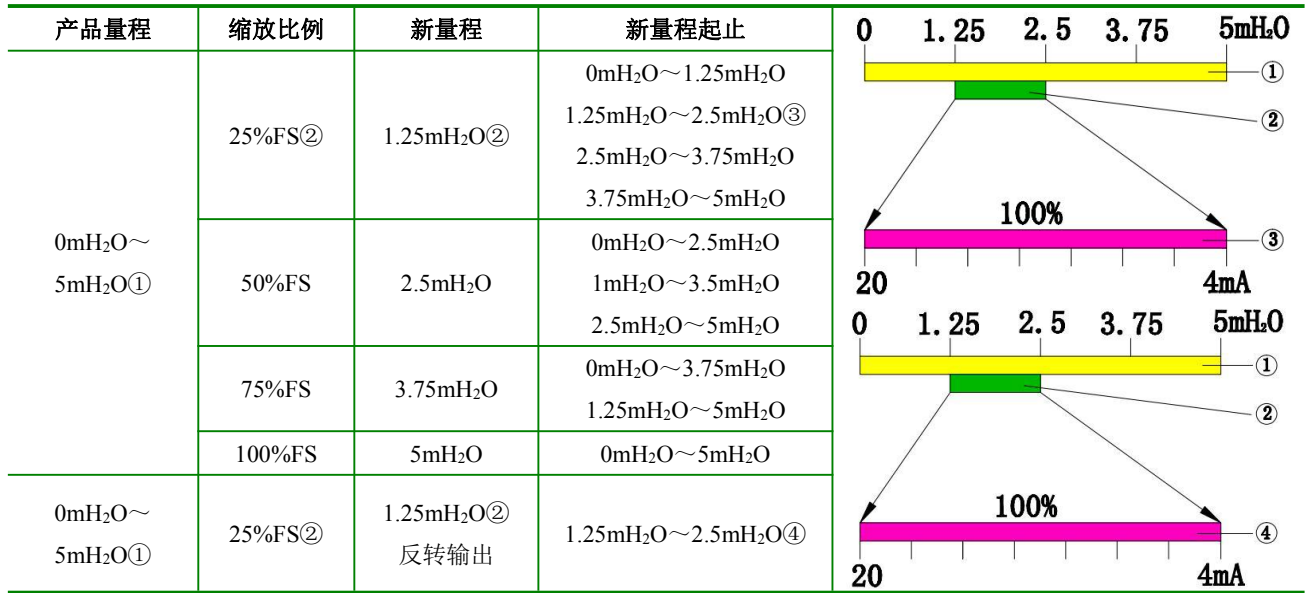 产品量程 缩放比例 新量程 新量程起止
0mH₂O～
5mH₂O①
25%FS② 1.25mH₂O②
0mH₂O～1.25mH₂O
1.25mH₂O～2.5mH₂O③
2.5mH₂O～3.75mH₂O
3.75mH₂O～5mH₂O
50%FS 2.5mH₂O
0mH₂O～2.5mH₂O
1mH₂O～3.5mH₂O
2.5mH₂O～5mH₂O
75%FS 3.75mH₂O
0mH₂O～3.75mH₂O
1.25mH₂O～5mH₂O
100%FS 5mH₂O 0mH₂O～5mH₂O
0mH₂O～
5mH₂O①
25%FS②
1.25mH₂O②
反转输出
1.25mH₂O～2.5mH₂O④
0 1.25 2.5 3.75 5mH₂O
①
②
100%
③
20 4mA
0 1.25 2.5 3.75 5mH₂O
①
②
100%
④
20 4mA